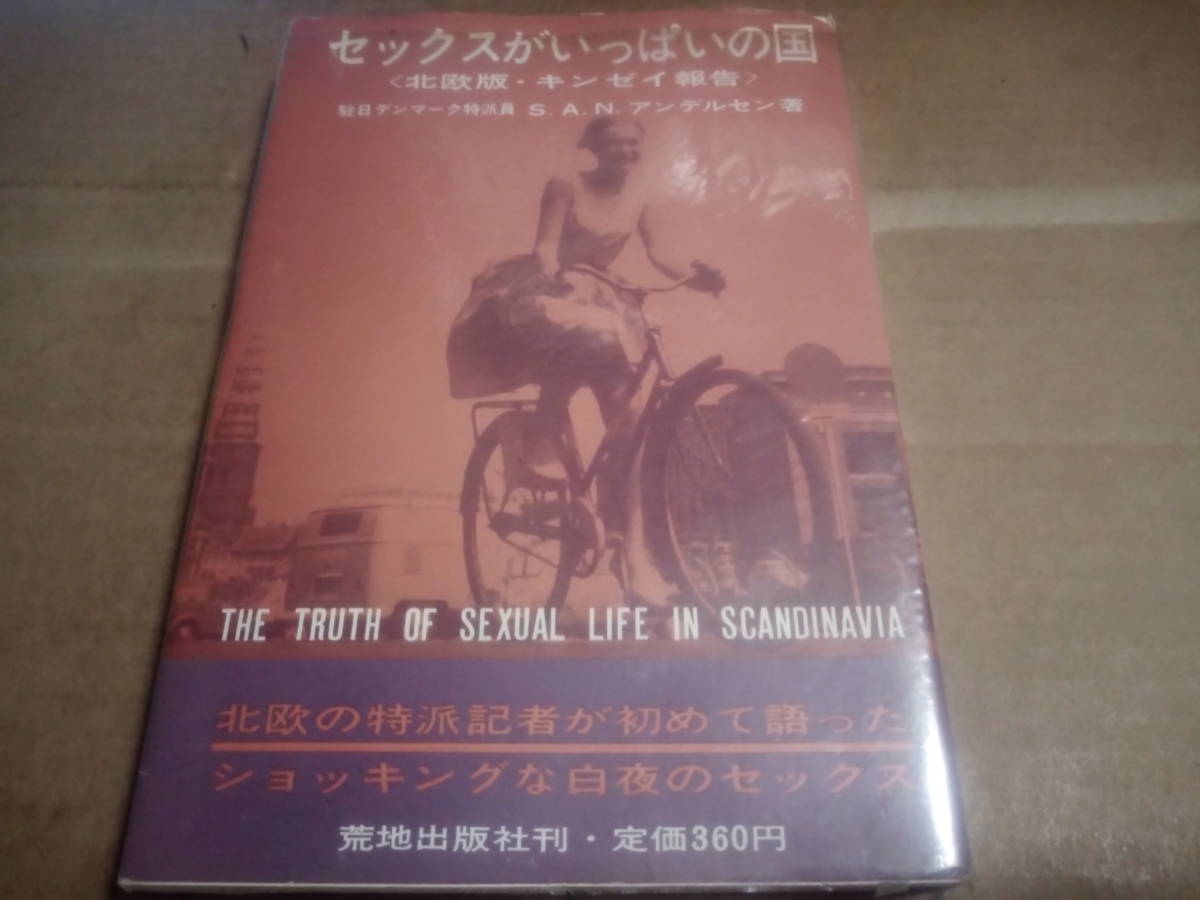 セックスがいっぱいの国
〈北欧版・キンゼイ報告〉
駐日デンマーク特派員 S.A.N.アンデルセン著
THE TRUTH OF SEXUAL LIFE IN SCANDINAVIA
北欧の特派記者が初めて語った
ショッキングな白夜のセックス
荒地出版社刊・定価360円